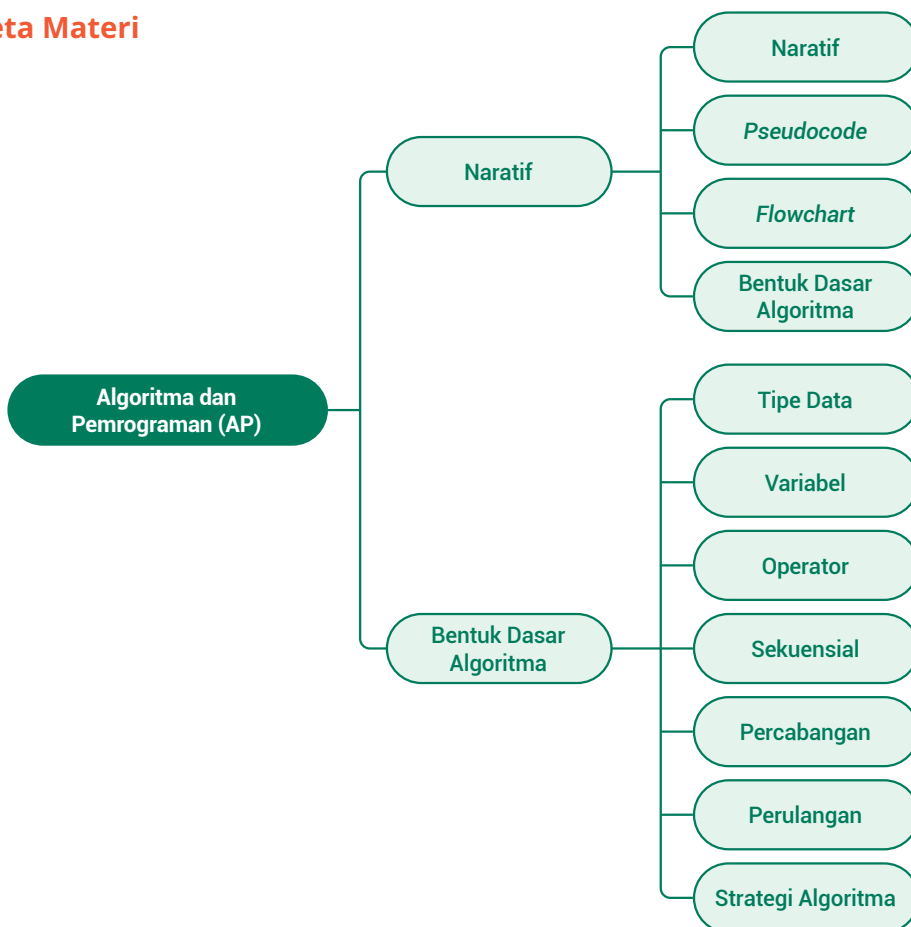 eta Materi
Naratif
Pseudocode
Naratif
Flowchart
Bentuk Dasar
Algoritma
Algoritma dan
Pemrograman (AP)
Tipe Data
Variabel
Operator
Bentuk Dasar
Algoritma
Sekuensial
Percabangan
Perulangan
Strategi Algoritma